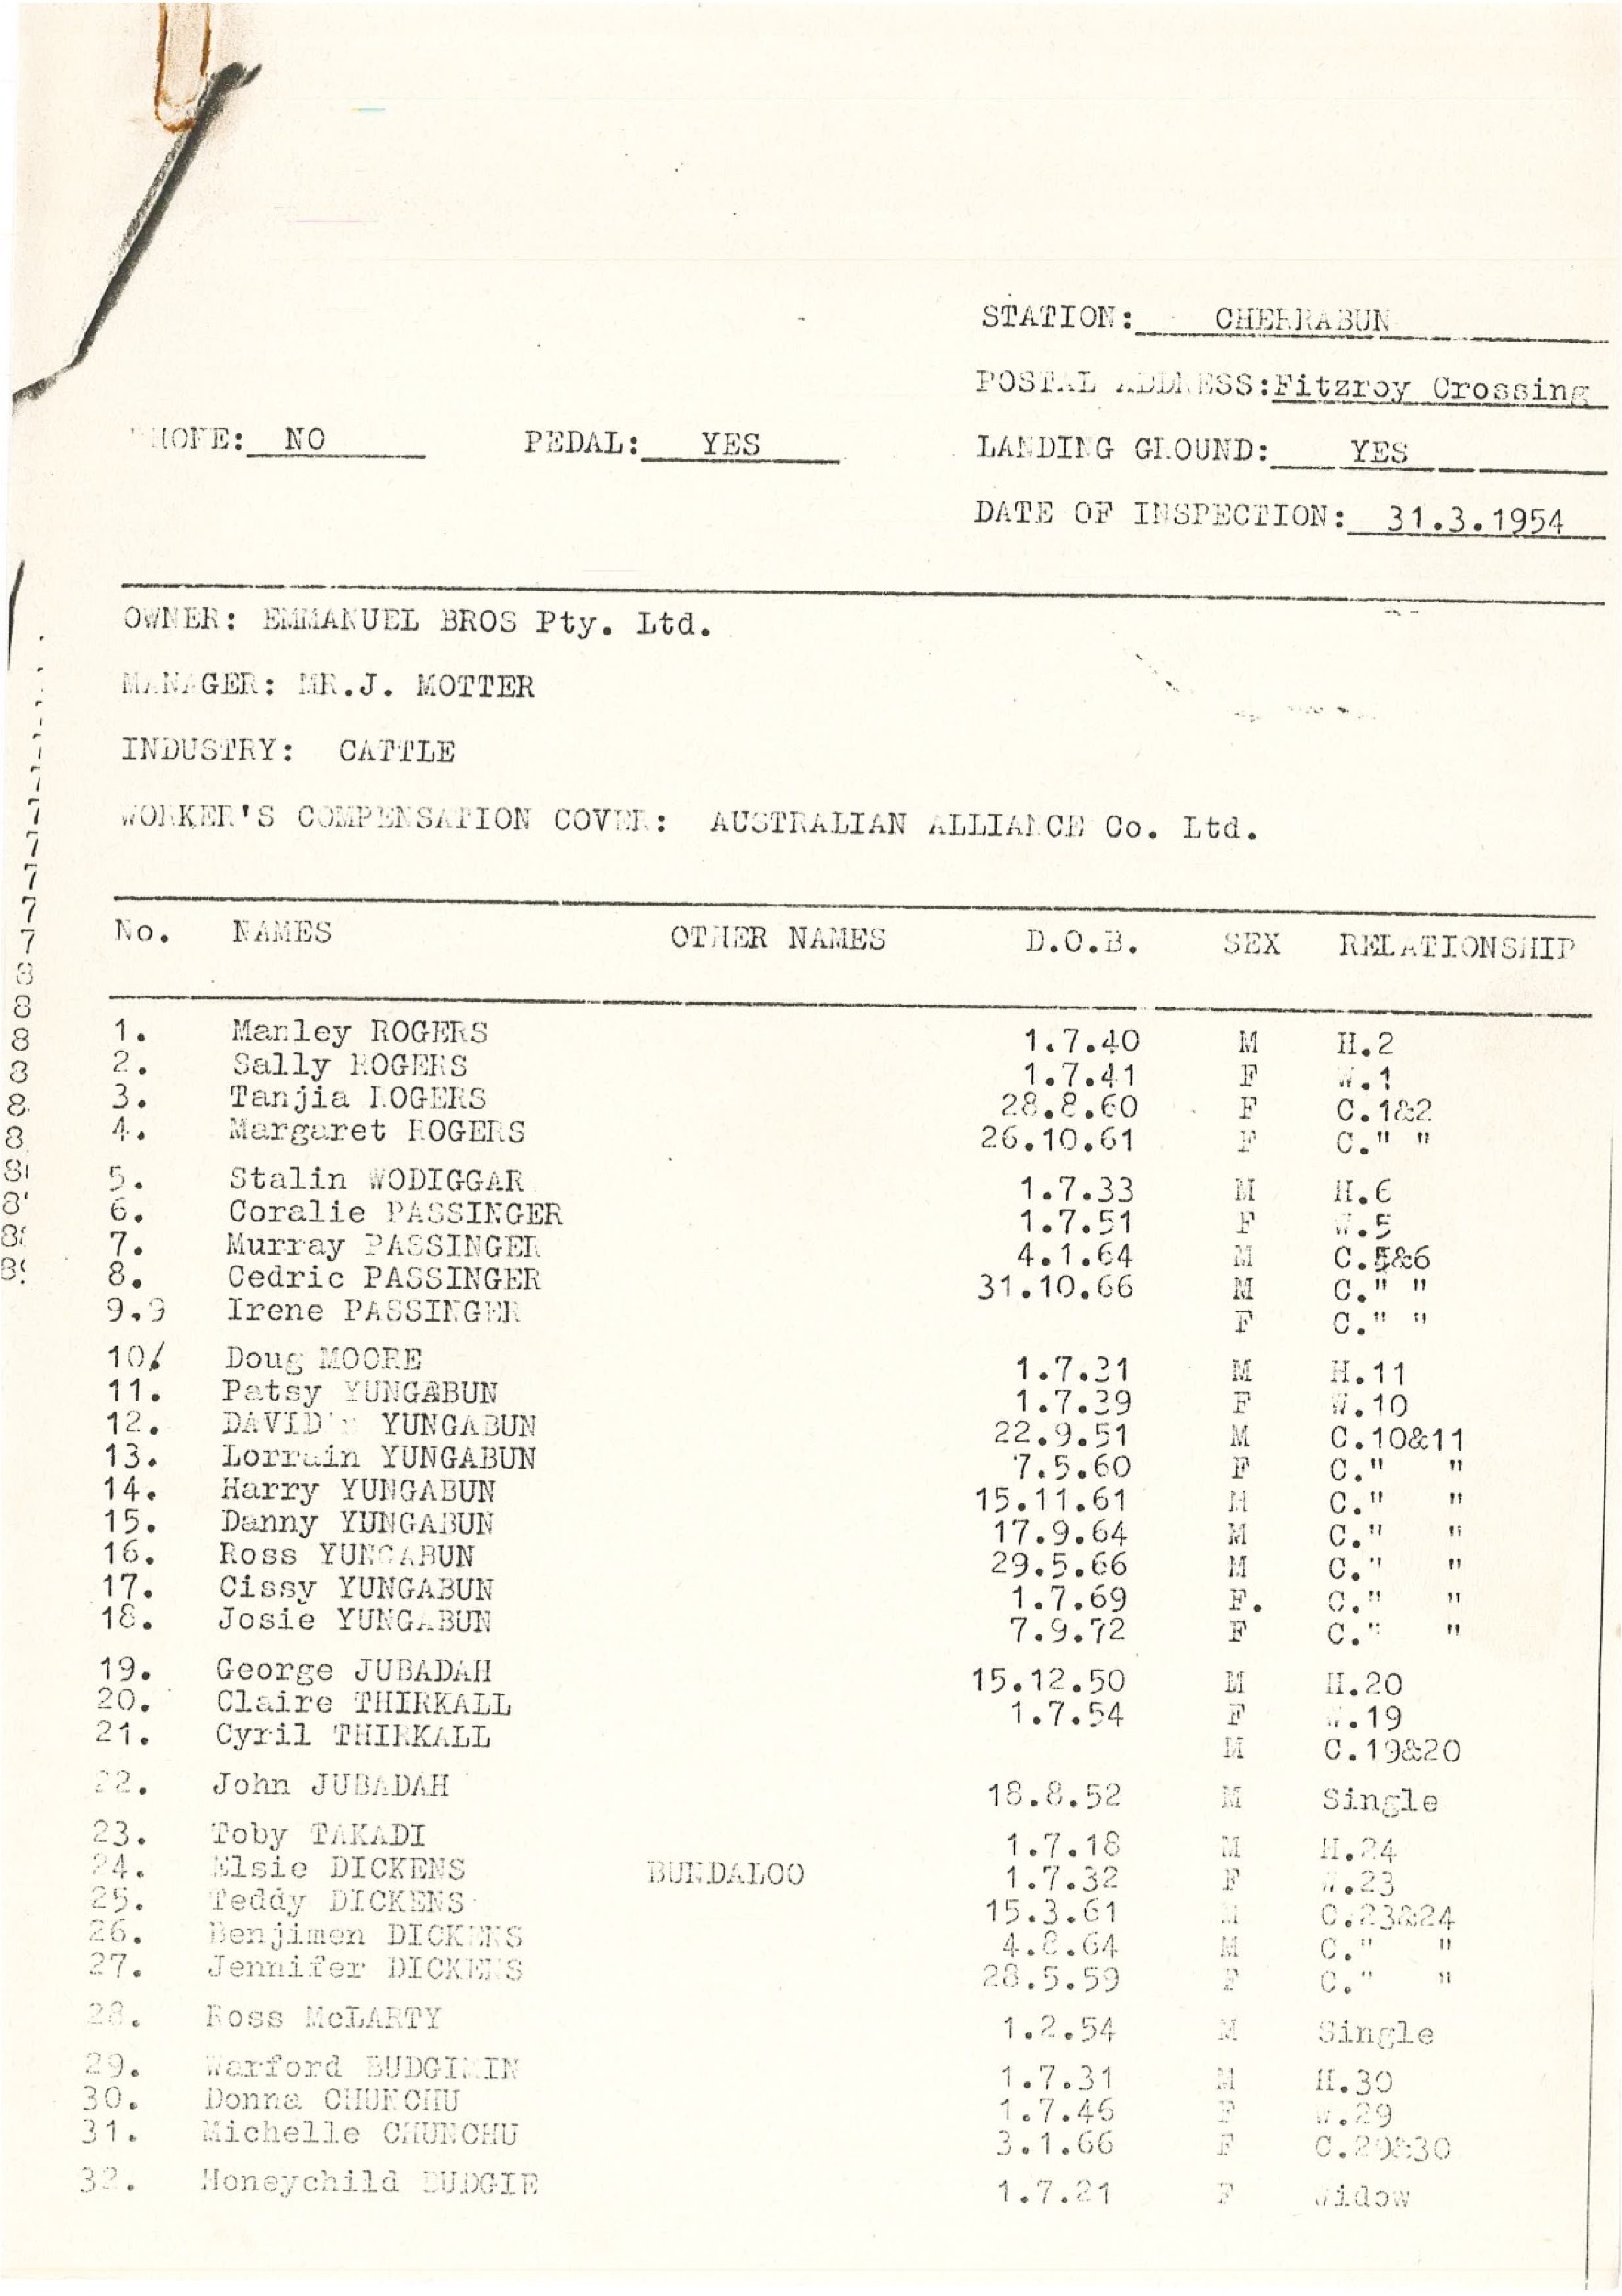 STATION: CHERRABUN
POSTAL ADDRESS: Fitzroy Crossing
PHONE: NO PEDAL: YES LANDING GROUND: YES
DATE OF INSPECTION: 31.3.1954
OWNER: EMMANUEL BROS Pty. Ltd.
MANAGER: MR.J. MOTTER
INDUSTRY: CATTLE
WORKER'S COMPENSATION COVER: AUSTRALIAN ALLIANCE Co. Ltd.
No. NAMES OTHER NAMES D.O.B. SEX RELATIONSHIP
1. Manley ROGERS 1.7.40 M H.2
2. Sally ROGERS 1.7.41 F W.1
3. Tanjia ROGERS 28.8.60 F C.1&2
4. Margaret ROGERS 26.10.61 F C." "
5. Stalin WODIGGAR 1.7.33 M H.6
6. Coralie PASSINGER 1.7.51 F W.5
7. Murray PASSINGER 4.1.64 M C.5&6
8. Cedric PASSINGER 31.10.66 M C." "
9.9 Irene PASSINGER F C." "
10/ Doug MOORE 1.7.31 M H.11
11. Patsy YUNGABUN 1.7.39 F W.10
12. DAVID YUNGABUN 22.9.51 M C.10&11
13. Lorrain YUNGABUN 7.5.60 F C." "
14. Harry YUNGABUN 15.11.61 M C." "
15. Danny YUNGABUN 17.9.64 M C." "
16. Ross YUNGABUN 29.5.66 M C." "
17. Cissy YUNGABUN 1.7.69 F. C." "
18. Josie YUNGABUN 7.9.72 F C." "
19. George JUBADAH 15.12.50 M H.20
20. Claire THIRKALL 1.7.54 F W.19
21. Cyril THIRKALL M C.19&20
22. John JUBADAH 18.8.52 M Single
23. Toby TAKADI 1.7.18 M H.24
24. Elsie DICKENS BUNDALOO 1.7.32 F W.23
25. Teddy DICKENS 15.3.61 M C.23&24
26. Benjimen DICKENS 4.8.64 M C." "
27. Jennifer DICKENS 28.5.59 F C." "
28. Ross McLARTY 1.2.54 M Single
29. Warford BUDGIMIN 1.7.31 M H.30
30. Donna CHUNCHU 1.7.46 F W.29
31. Michelle CHUNCHU 3.1.66 F C.29&30
32. Honeychild BUDGIE 1.7.21 F Widow